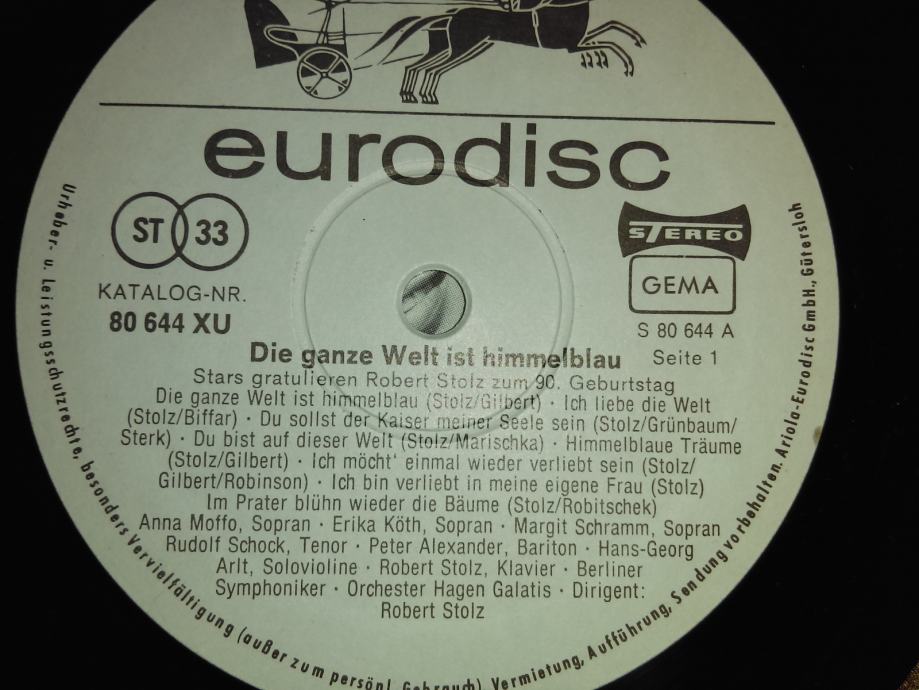 eurodisc
ST 33
STEREO
GEMA
KATALOG-NR.
80 644 XU
S 80 644 A
Seite 1
Die ganze Welt ist himmelblau
Stars gratulieren Robert Stolz zum 90. Geburtstag
Die ganze Welt ist himmelblau (Stolz/Gilbert) · Ich liebe die Welt
(Stolz/Biffar) · Du sollst der Kaiser meiner Seele sein (Stolz/Grünbaum/
Sterk) · Du bist auf dieser Welt (Stolz/Marischka) · Himmelblaue Träume
(Stolz/Gilbert) · Ich möcht' einmal wieder verliebt sein (Stolz/
Gilbert/Robinson) · Ich bin verliebt in meine eigene Frau (Stolz)
Im Prater blühn wieder die Bäume (Stolz/Robitschek)
Anna Moffo, Sopran · Erika Köth, Sopran · Margit Schramm, Sopran
Rudolf Schock, Tenor · Peter Alexander, Bariton · Hans-Georg
Arlt, Solovioline · Robert Stolz, Klavier · Berliner
Symphoniker · Orchester Hagen Galatis · Dirigent:
Robert Stolz
Urheber- u. Leistungsschutzrechte, besonders Vervielfältigung (außer zum persönl. Gebrauch), Vermietung, Aufführung, Sendung vorbehalten. Ariola-Eurodisc GmbH., Gütersloh